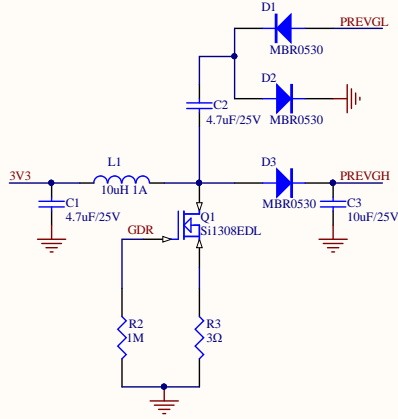 D1
PREVGL
MBR0530
D2
C2
4.7uF/25V
MBR0530
L1
D3
3V3
PREVGH
10uH 1A
C1
4.7uF/25V
MBR0530
C3
10uF/25V
Q1
Si1308EDL
GDR
R2
1M
R3
3Ω